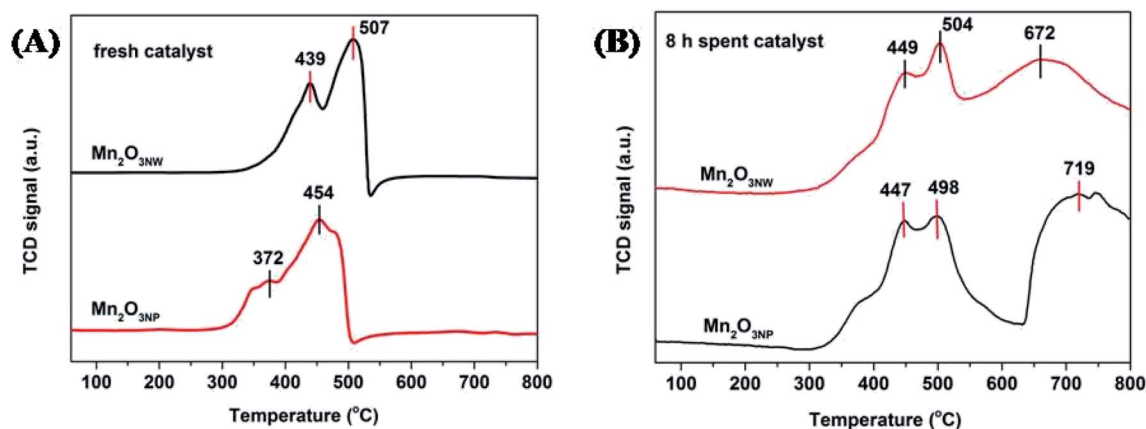 (A)
fresh catalyst
439
507
Mn2O3NW
454
372
Mn2O3NP
TCD signal (a.u.)
100 200 300 400 500 600 700 800
Temperature (°C)
(B)
8 h spent catalyst
449
504
672
Mn2O3NW
447
498
719
Mn2O3NP
TCD signal (a.u.)
100 200 300 400 500 600 700 800
Temperature (°C)